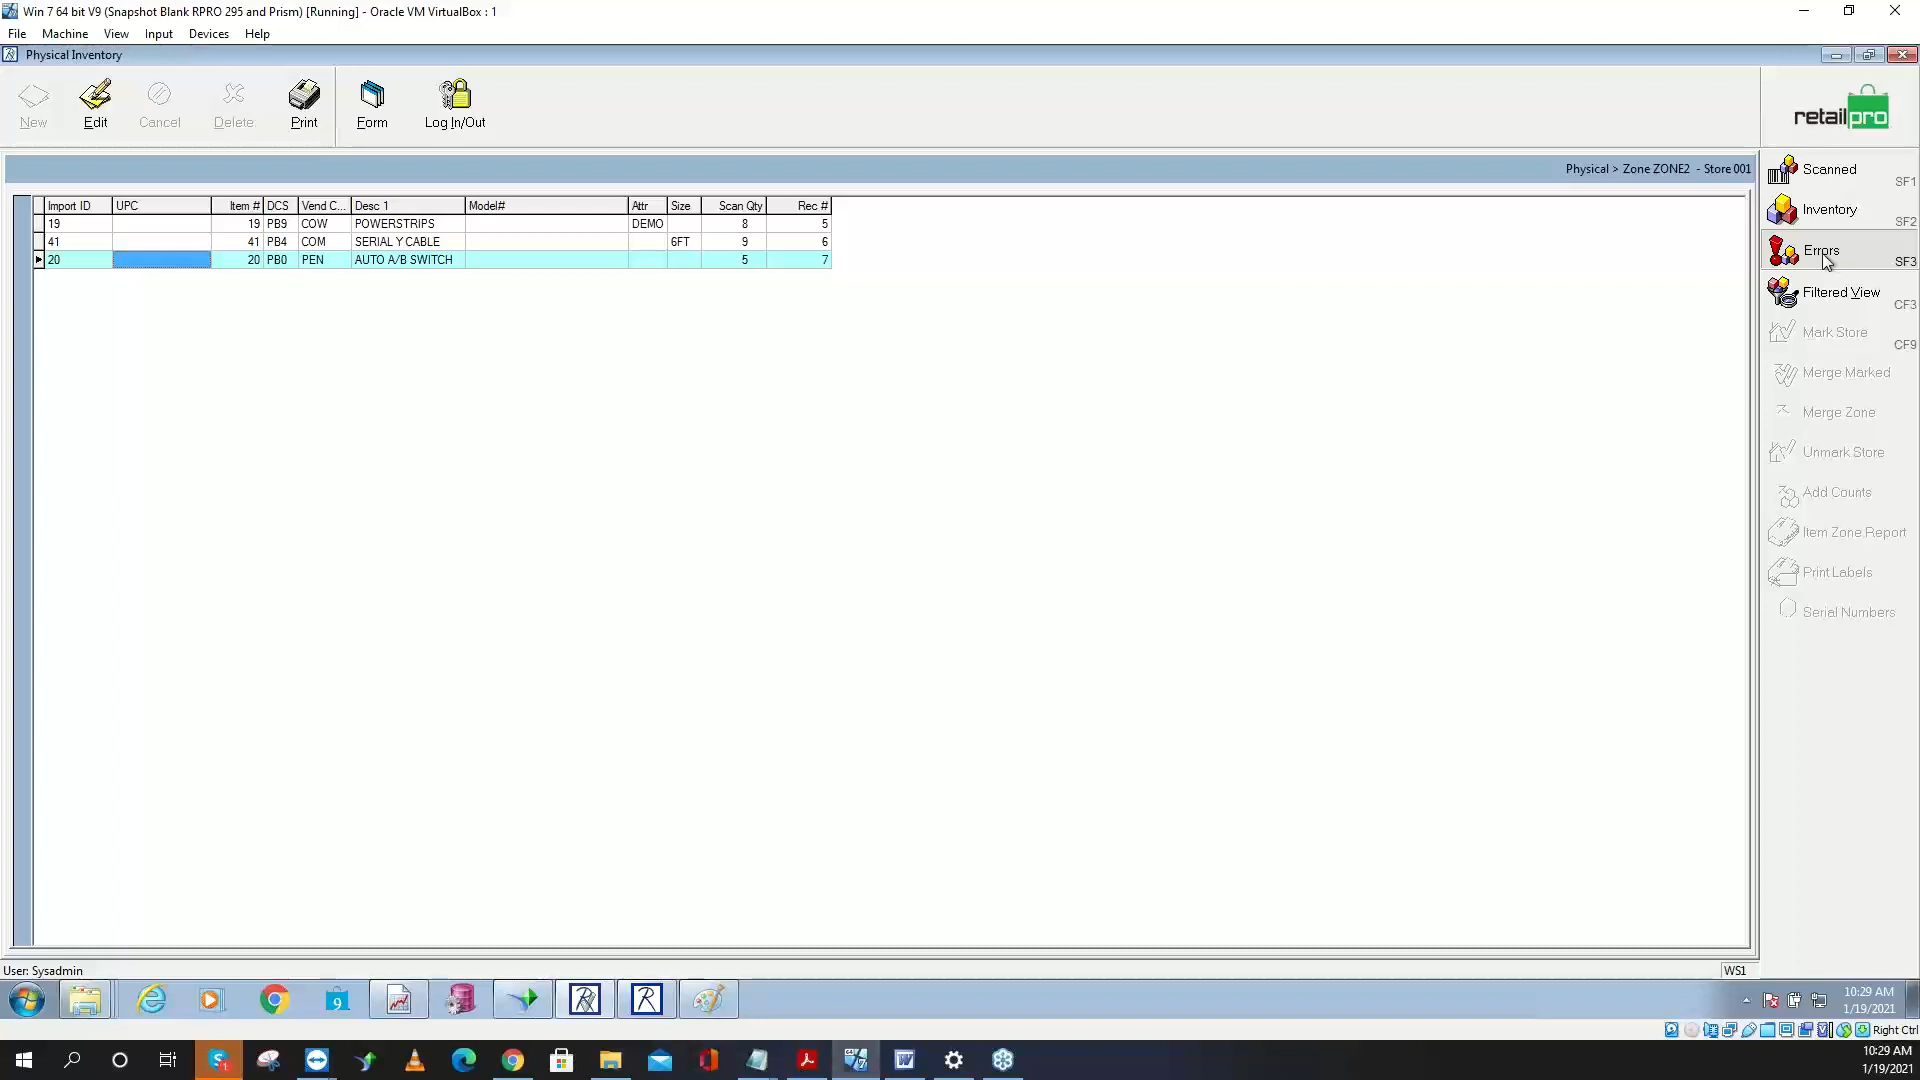 Win 7 64 bit V9 (Snapshot Blank RPRO 295 and Prism) [Running] - Oracle VM VirtualBox : 1
File Machine View Input Devices Help
Physical Inventory
New Edit Cancel Delete Print Form Log In/Out
retailpro
Physical > Zone ZONE2 - Store 001
Import ID UPC Item # DCS Vend C... Desc 1 Model# Attr Size Scan Qty Rec #
19 19 PB9 COW POWERSTRIPS DEMO 8 5
41 41 PB4 COM SERIAL Y CABLE 6FT 9 6
20 20 PB0 PEN AUTO A/B SWITCH 5 7
Scanned SF1
Inventory SF2
Errors SF3
Filtered View CF3
Mark Store CF9
Merge Marked
Merge Zone
Unmark Store
Add Counts
Item Zone Report
Print Labels
Serial Numbers
User: Sysadmin WS1
9
10:29 AM
1/19/2021
Right Ctrl
10:29 AM
1/19/2021